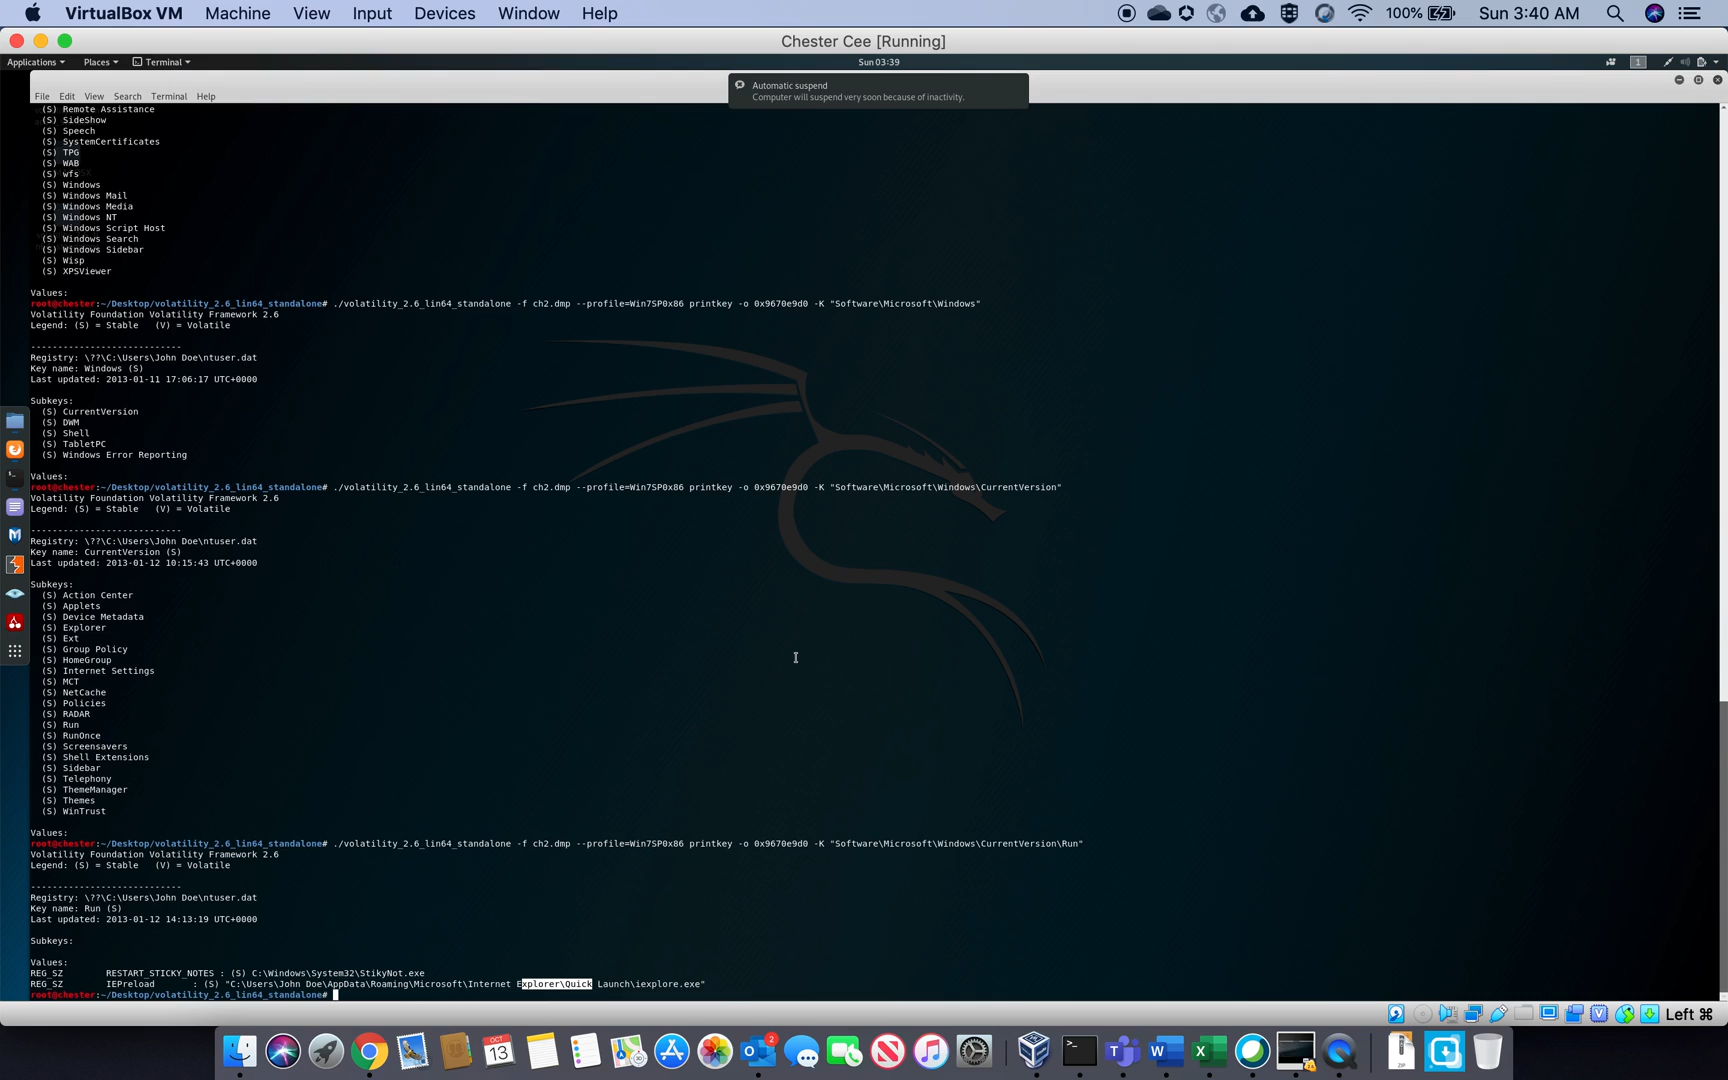 VirtualBox VM Machine View Input Devices Window Help 100% Sun 3:40 AM
Chester Cee [Running]
Applications Places Terminal Sun 03:39 1
Automatic suspend
Computer will suspend very soon because of inactivity.
File Edit View Search Terminal Help
(S) Remote Assistance
(S) SideShow
(S) Speech
(S) SystemCertificates
(S) TPG
(S) WAB
(S) wfs
(S) Windows
(S) Windows Mail
(S) Windows Media
(S) Windows NT
(S) Windows Script Host
(S) Windows Search
(S) Windows Sidebar
(S) Wisp
(S) XPSViewer
Values:
root@chester:~/Desktop/volatility_2.6_lin64_standalone# ./volatility_2.6_lin64_standalone -f ch2.dmp --profile=Win7SP0x86 printkey -o 0x9670e9d0 -K "Software\Microsoft\Windows"
Volatility Foundation Volatility Framework 2.6
Legend: (S) = Stable (V) = Volatile
----------------------------
Registry: \??\C:\Users\John Doe\ntuser.dat
Key name: Windows (S)
Last updated: 2013-01-11 17:06:17 UTC+0000
Subkeys:
(S) CurrentVersion
(S) DWM
(S) Shell
(S) TabletPC
(S) Windows Error Reporting
Values:
root@chester:~/Desktop/volatility_2.6_lin64_standalone# ./volatility_2.6_lin64_standalone -f ch2.dmp --profile=Win7SP0x86 printkey -o 0x9670e9d0 -K "Software\Microsoft\Windows\CurrentVersion"
Volatility Foundation Volatility Framework 2.6
Legend: (S) = Stable (V) = Volatile
----------------------------
Registry: \??\C:\Users\John Doe\ntuser.dat
Key name: CurrentVersion (S)
Last updated: 2013-01-12 10:15:43 UTC+0000
Subkeys:
(S) Action Center
(S) Applets
(S) Device Metadata
(S) Explorer
(S) Ext
(S) Group Policy
(S) HomeGroup
(S) Internet Settings
(S) MCT
(S) NetCache
(S) Policies
(S) RADAR
(S) Run
(S) RunOnce
(S) Screensavers
(S) Shell Extensions
(S) Sidebar
(S) Telephony
(S) ThemeManager
(S) Themes
(S) WinTrust
Values:
root@chester:~/Desktop/volatility_2.6_lin64_standalone# ./volatility_2.6_lin64_standalone -f ch2.dmp --profile=Win7SP0x86 printkey -o 0x9670e9d0 -K "Software\Microsoft\Windows\CurrentVersion\Run"
Volatility Foundation Volatility Framework 2.6
Legend: (S) = Stable (V) = Volatile
----------------------------
Registry: \??\C:\Users\John Doe\ntuser.dat
Key name: Run (S)
Last updated: 2013-01-12 14:13:19 UTC+0000
Subkeys:
Values:
REG_SZ RESTART_STICKY_NOTES : (S) C:\Windows\System32\StikyNot.exe
REG_SZ IEPreload : (S) "C:\Users\John Doe\AppData\Roaming\Microsoft\Internet Explorer\Quick Launch\iexplore.exe"
root@chester:~/Desktop/volatility_2.6_lin64_standalone#
Left ⌘
OCT
13
2
ZIP